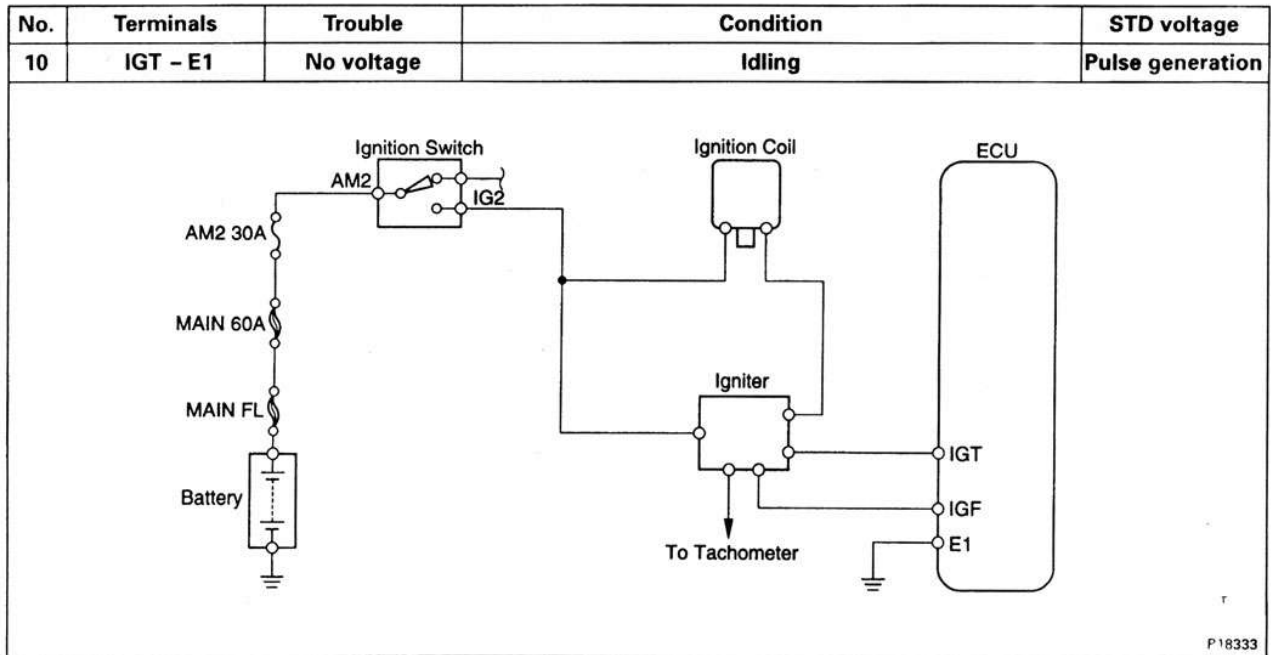 No. Terminals Trouble Condition STD voltage
10 IGT – E1 No voltage Idling Pulse generation
Ignition Switch
Ignition Coil
ECU
AM2
IG2
AM2 30A
MAIN 60A
Igniter
MAIN FL
IGT
Battery
IGF
E1
To Tachometer
T
P18333